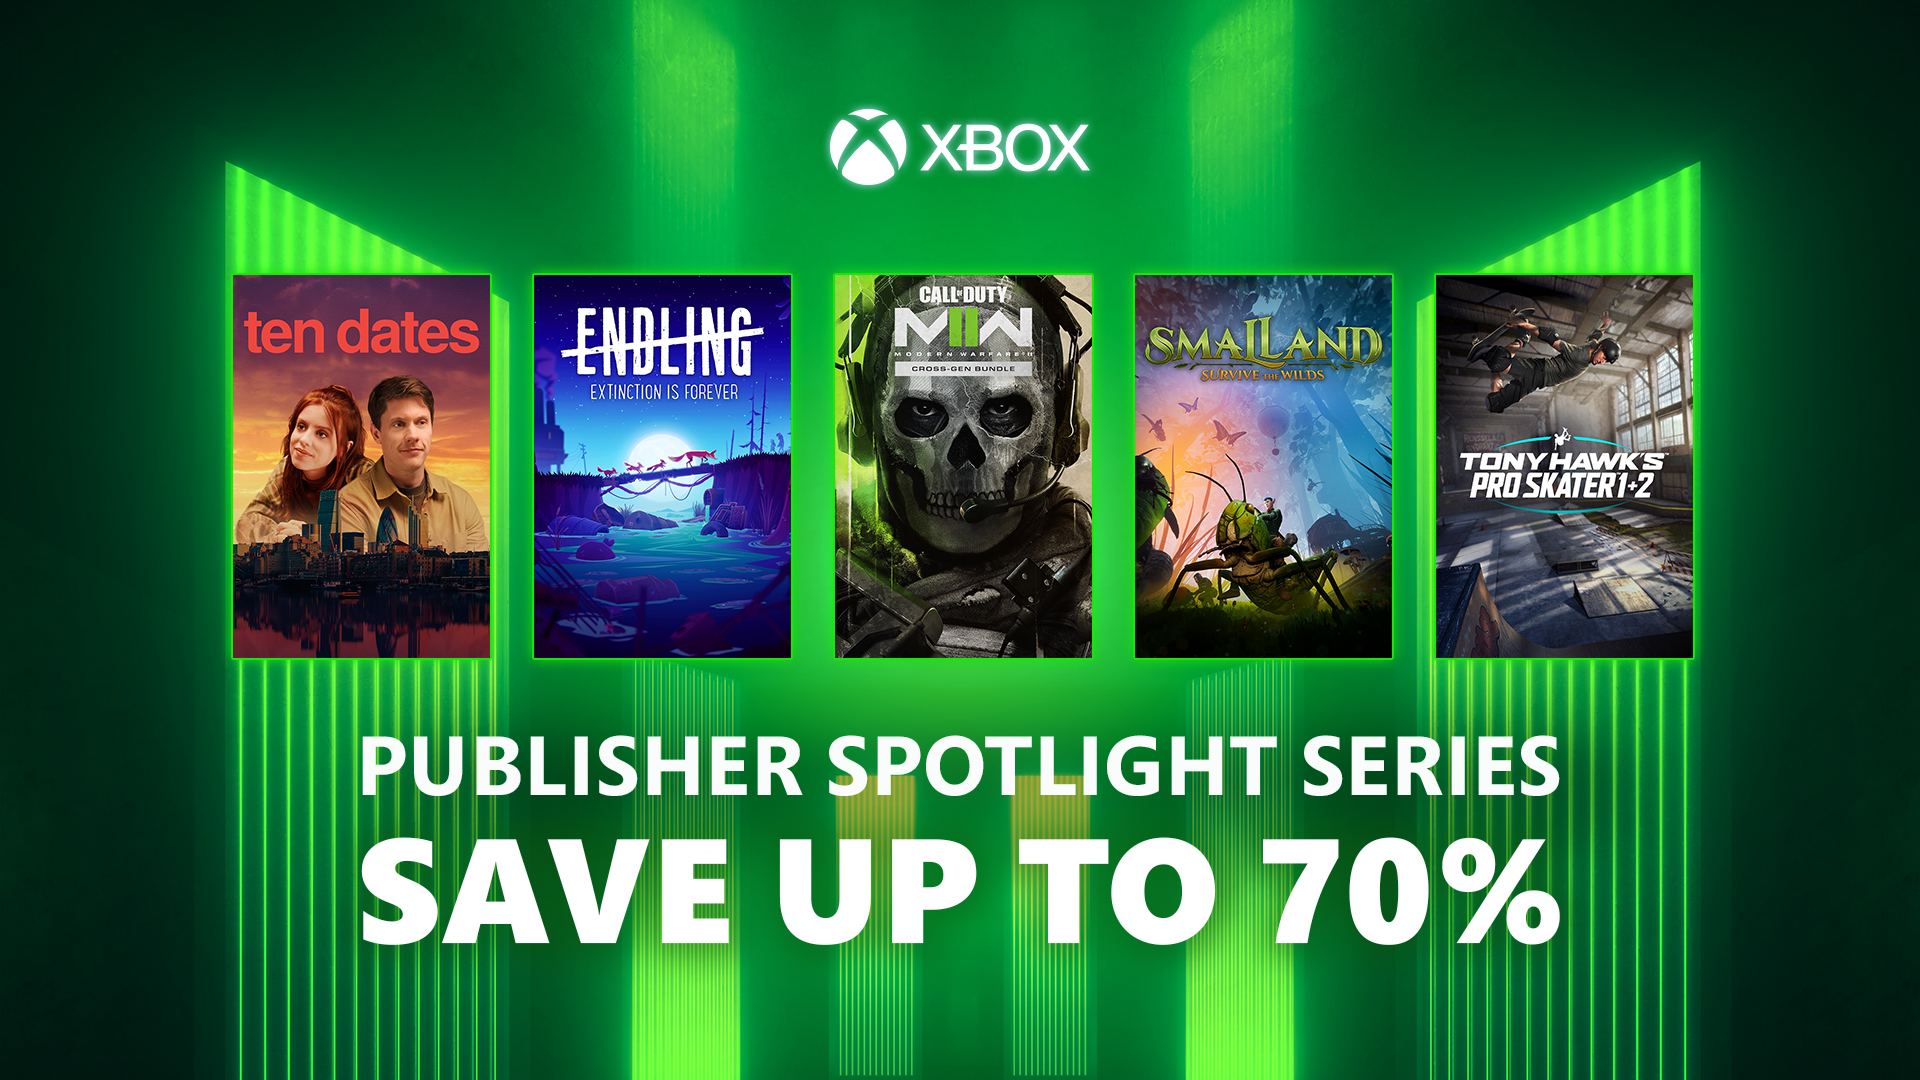 XBOX
ten dates
ENDLING
EXTINCTION IS FOREVER
CALL OF DUTY
MIIW
MODERN WARFARE II
CROSS-GEN BUNDLE
SMALLAND
SURVIVE THE WILDS
TONY HAWK'S
PRO SKATER 1+2
PUBLISHER SPOTLIGHT SERIES
SAVE UP TO 70%